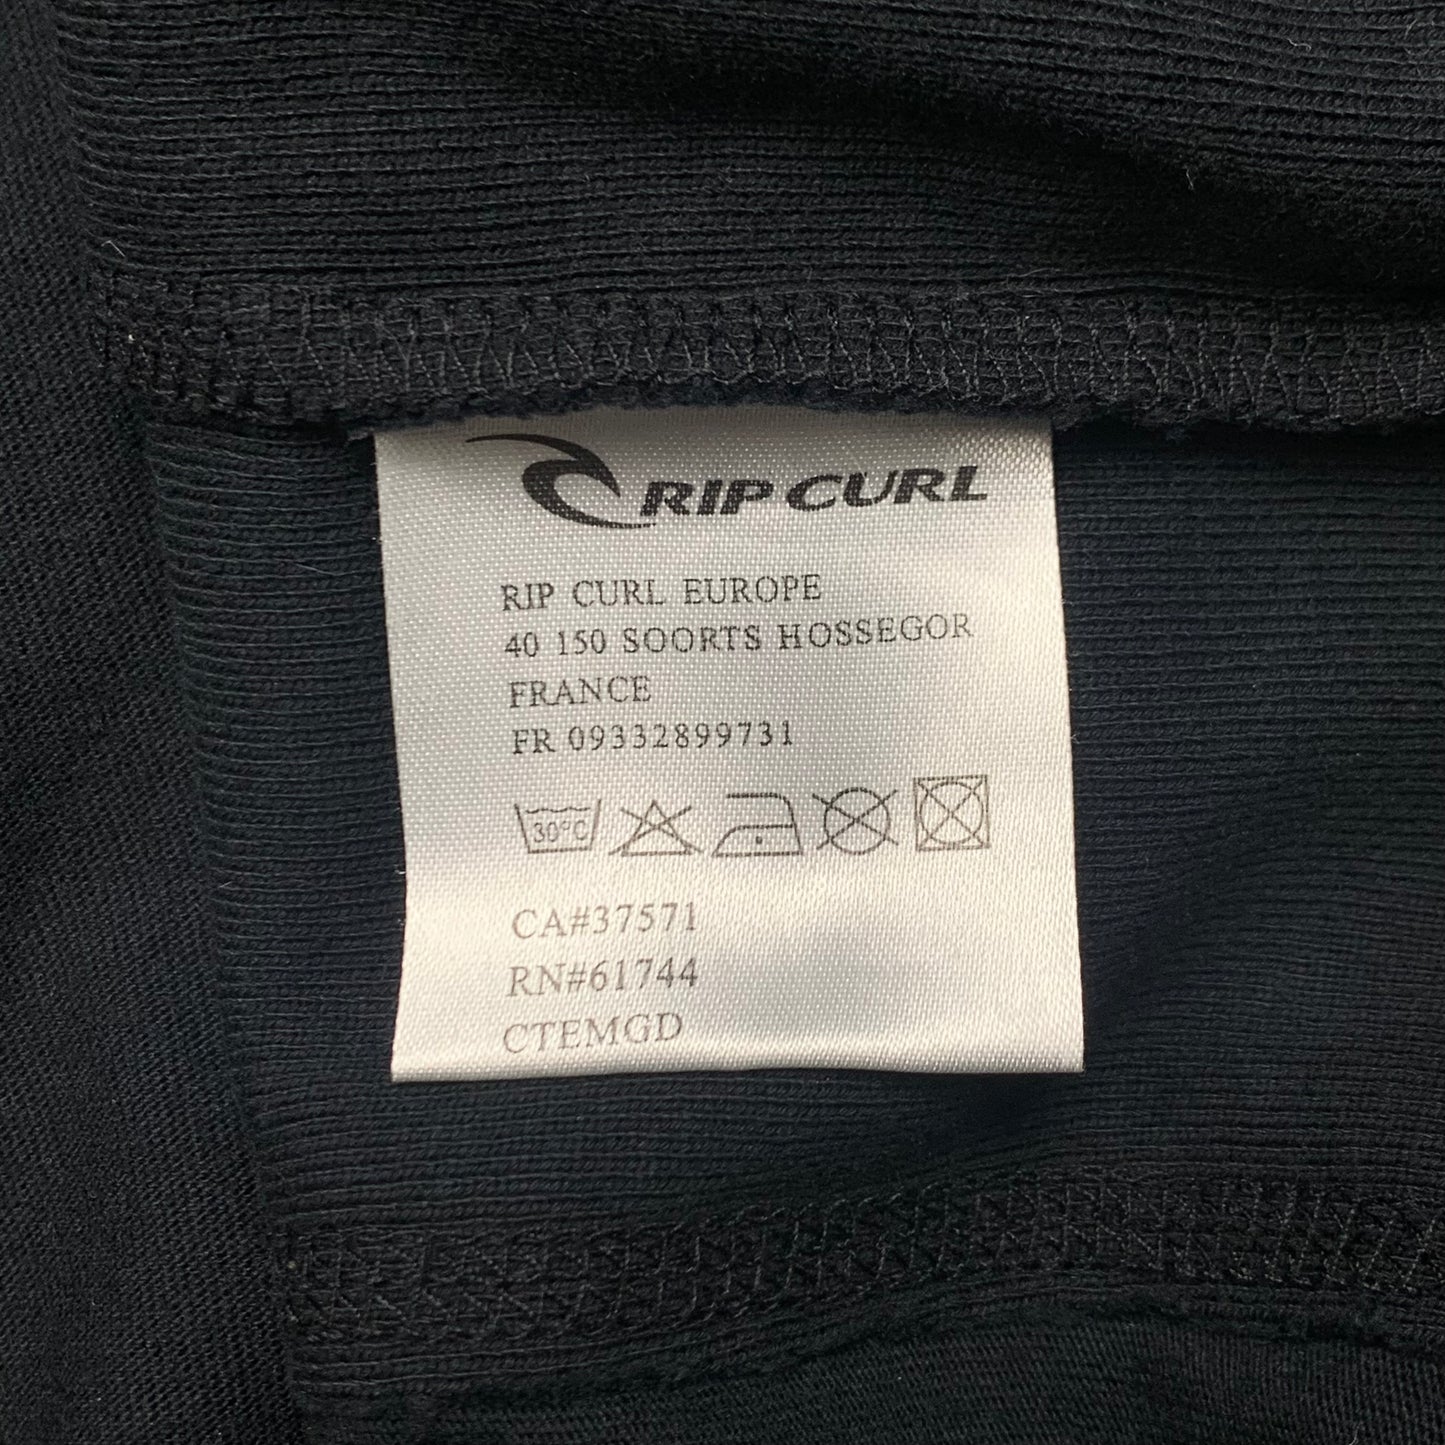 RIP CURL
RIP CURL EUROPE
40 150 SOORTS HOSSEGOR
FRANCE
FR 09332899731
30°C
CA#37571
RN#61744
CTEMGD